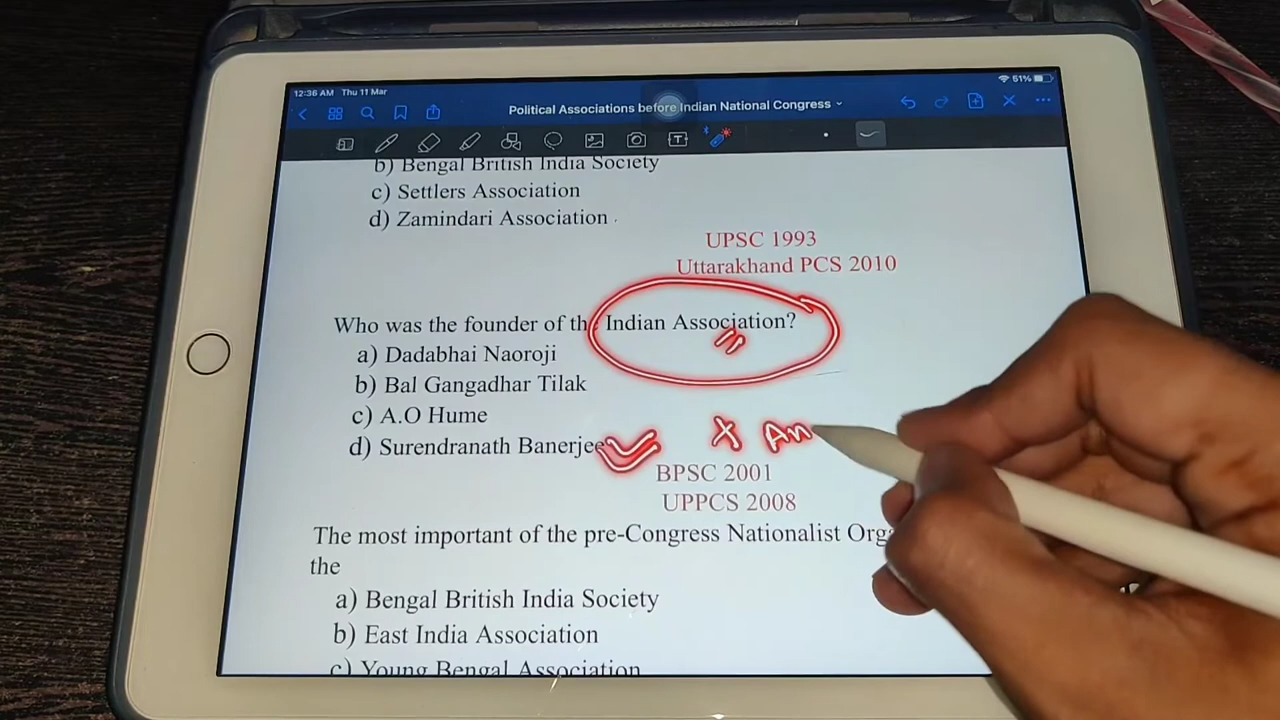 12:36 AM Thu 11 Mar
61%
Political Associations before Indian National Congress
T
b) Bengal British India Society
c) Settlers Association
d) Zamindari Association
UPSC 1993
Uttarakhand PCS 2010
Who was the founder of the Indian Association?
a) Dadabhai Naoroji
b) Bal Gangadhar Tilak
c) A.O Hume
d) Surendranath Banerjee
X An
BPSC 2001
UPPCS 2008
The most important of the pre-Congress Nationalist
the
a) Bengal British India Society
b) East India Association
c) Young Bengal Association